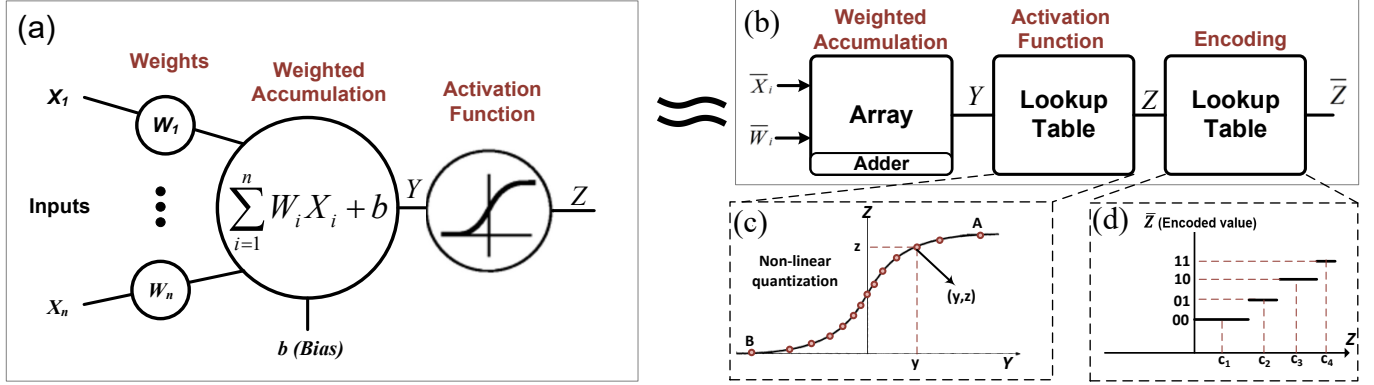 (a)
Weights
Weighted
Accumulation
Activation
Function
X1
W1
Inputs
n
∑ WiXi + b
i=1
Y
Z
Xn
Wn
b (Bias)
≈
(b)
Weighted
Accumulation
Activation
Function
Encoding
X̅i
W̅i
Array
Adder
Y
Lookup
Table
Z
Lookup
Table
Z̅
(c)
Z
A
z
Non-linear
quantization
(y,z)
B
y
Y
(d)
Z̅ (Encoded value)
11
10
01
00
c1 c2 c3 c4
Z